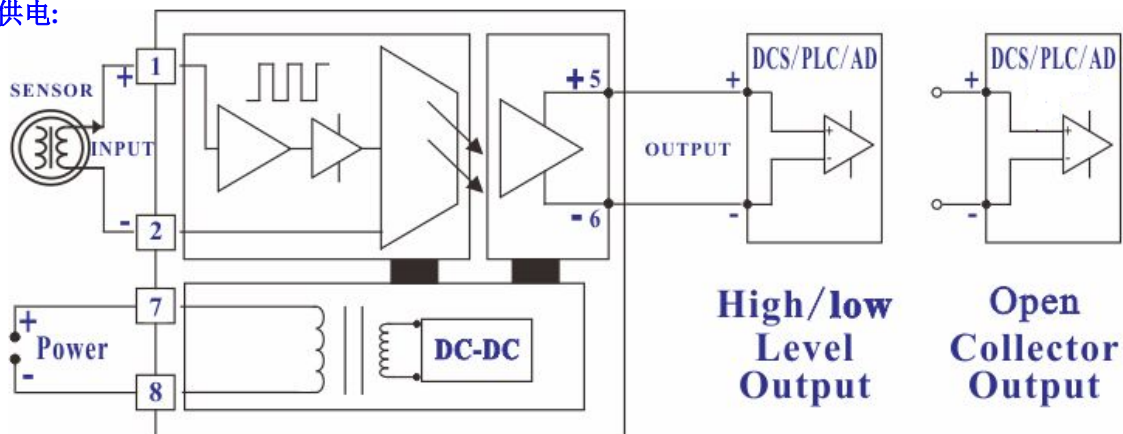 供电:
SENSOR
+
1
INPUT
-
2
+ 5
- 6
OUTPUT
DCS/PLC/AD
+
-
+
-
DCS/PLC/AD
+
-
+
-
7
8
+
Power
-
DC-DC
High/low
Level
Output
Open
Collector
Output